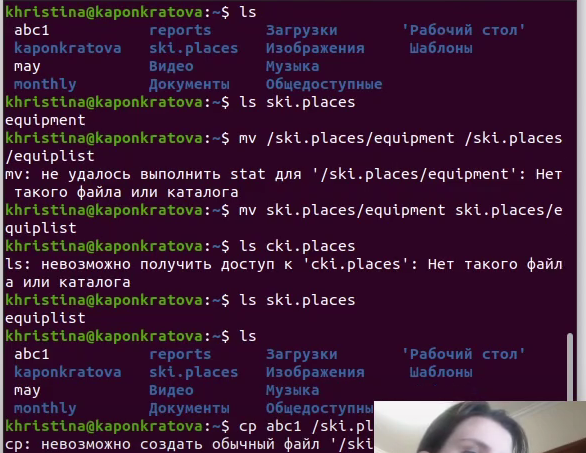 khristina@kaponkratova:~$ ls
abc1 reports Загрузки 'Рабочий стол'
kaponkratova ski.places Изображения Шаблоны
may Видео Музыка
monthly Документы Общедоступные
khristina@kaponkratova:~$ ls ski.places
equipment
khristina@kaponkratova:~$ mv /ski.places/equipment /ski.places
/equiplist
mv: не удалось выполнить stat для '/ski.places/equipment': Нет
такого файла или каталога
khristina@kaponkratova:~$ mv ski.places/equipment ski.places/e
quiplist
khristina@kaponkratova:~$ ls cki.places
ls: невозможно получить доступ к 'cki.places': Нет такого файл
а или каталога
khristina@kaponkratova:~$ ls ski.places
equiplist
khristina@kaponkratova:~$ ls
abc1 reports Загрузки 'Рабочий стол'
kaponkratova ski.places Изображения Шаблоны
may Видео Музыка
monthly Документы Общедоступны
khristina@kaponkratova:~$ cp abc1 /ski.pl
cp: невозможно создать обычный файл '/ski